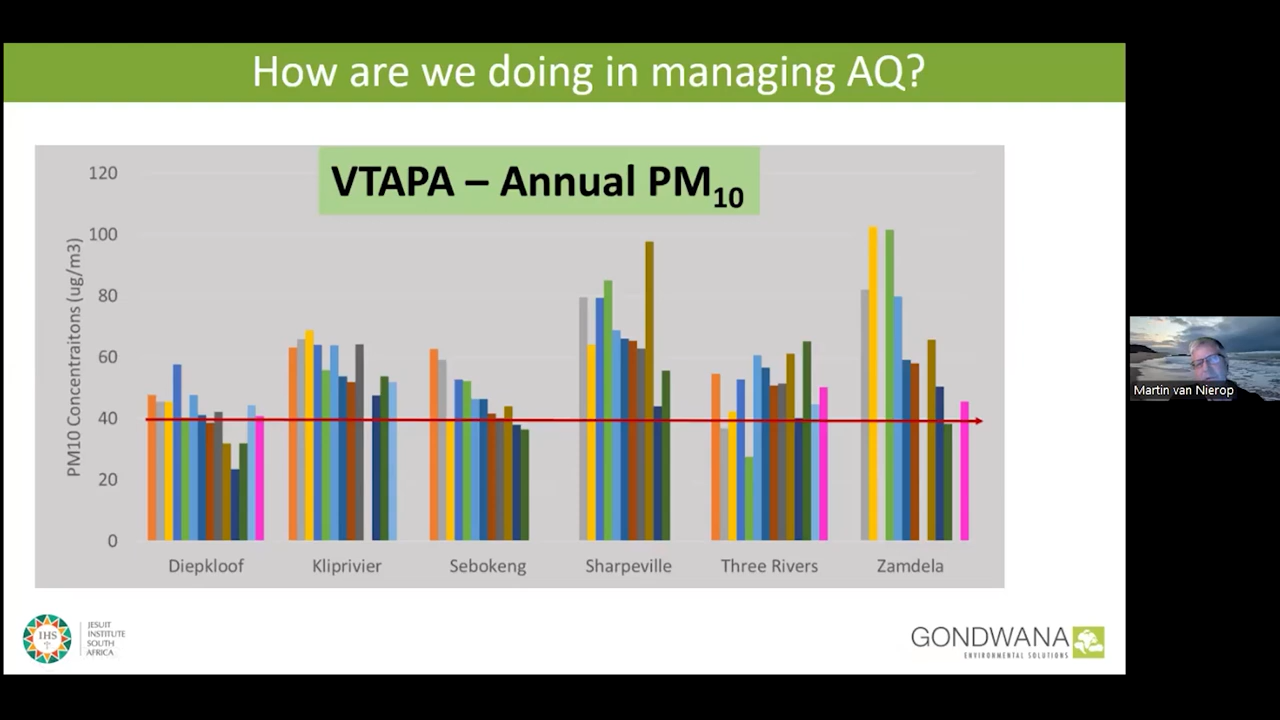 How are we doing in managing AQ?
VTAPA – Annual PM10
120
100
80
60
40
20
0
PM10 Concentraitons (ug/m3)
Diepkloof
Kliprivier
Sebokeng
Sharpeville
Three Rivers
Zamdela
Martin van Nierop
IHS
JESUIT
INSTITUTE
SOUTH
AFRICA
GONDWANA
ENVIRONMENTAL SOLUTIONS